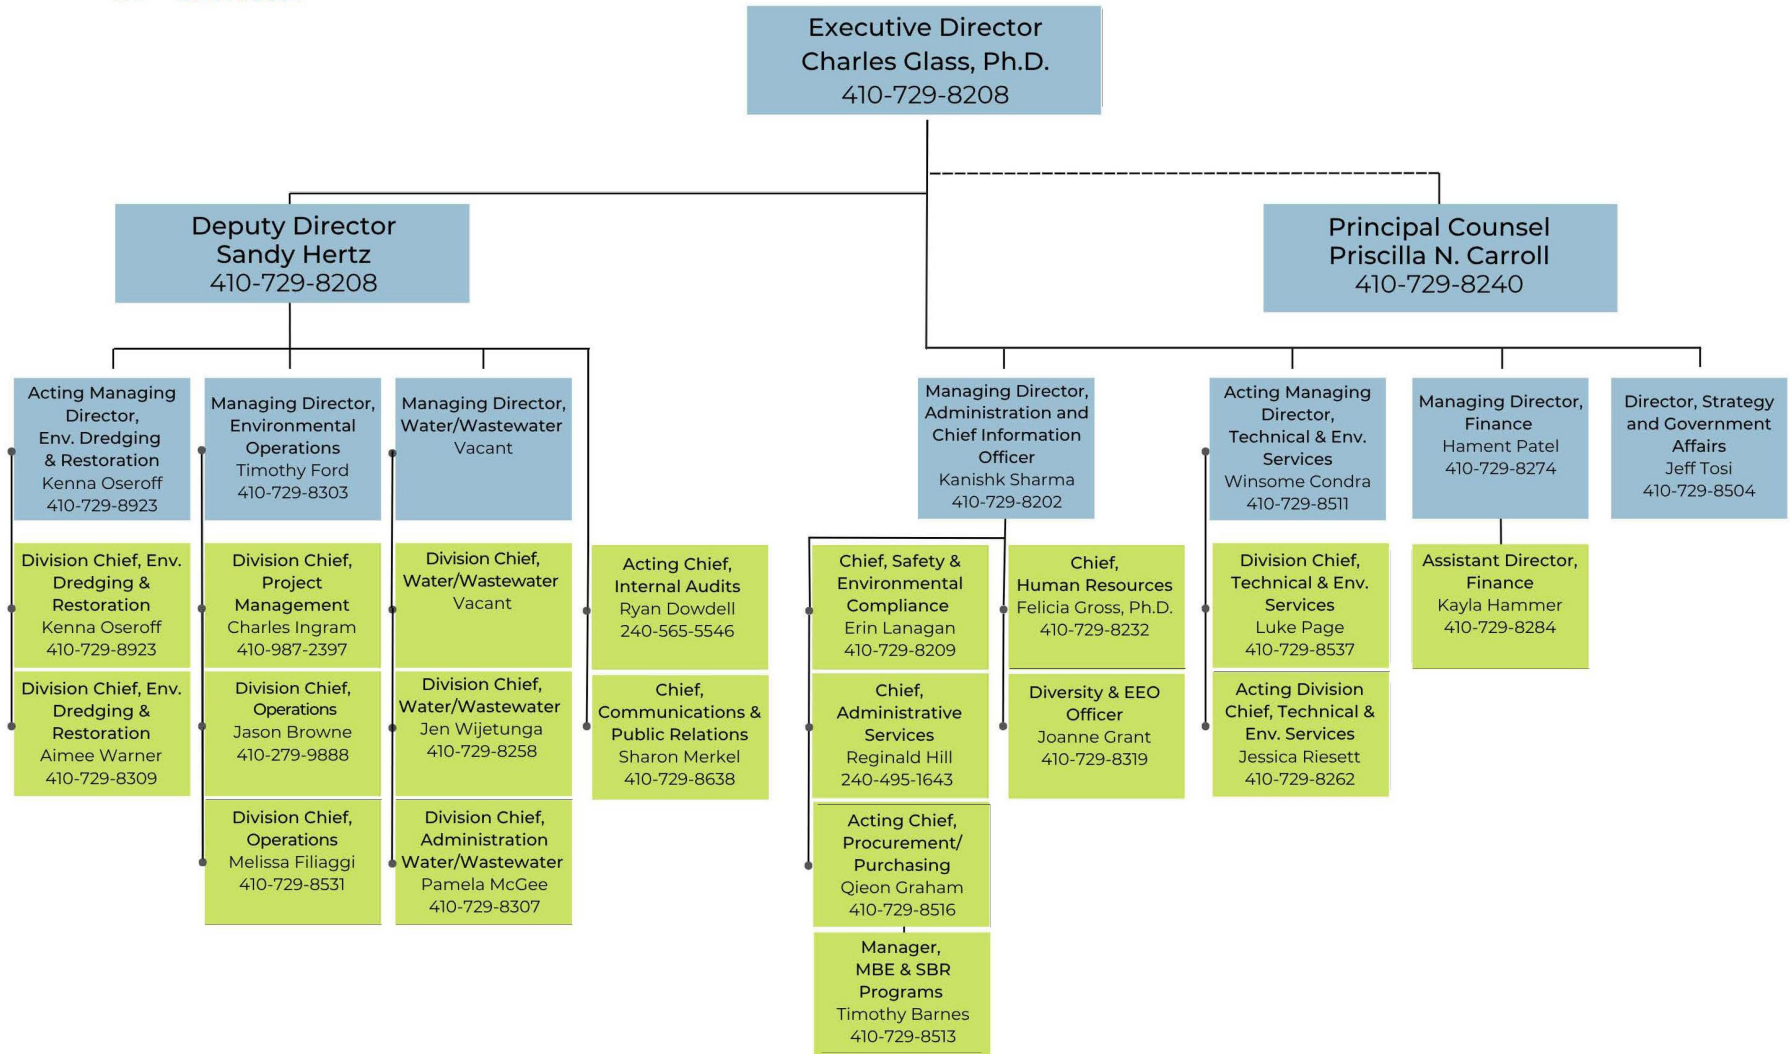 Executive Director
Charles Glass, Ph.D.
410-729-8208
Deputy Director
Sandy Hertz
410-729-8208
Principal Counsel
Priscilla N. Carroll
410-729-8240
Acting Managing
Director,
Env. Dredging
& Restoration
Kenna Oseroff
410-729-8923
Managing Director,
Environmental
Operations
Timothy Ford
410-729-8303
Managing Director,
Water/Wastewater
Vacant
Managing Director,
Administration and
Chief Information
Officer
Kanishk Sharma
410-729-8202
Acting Managing
Director,
Technical & Env.
Services
Winsome Condra
410-729-8511
Managing Director,
Finance
Hament Patel
410-729-8274
Director, Strategy
and Government
Affairs
Jeff Tosi
410-729-8504
Division Chief, Env.
Dredging &
Restoration
Kenna Oseroff
410-729-8923
Division Chief,
Project
Management
Charles Ingram
410-987-2397
Division Chief,
Water/Wastewater
Vacant
Acting Chief,
Internal Audits
Ryan Dowdell
240-565-5546
Chief, Safety &
Environmental
Compliance
Erin Lanagan
410-729-8209
Chief,
Human Resources
Felicia Gross, Ph.D.
410-729-8232
Division Chief,
Technical & Env.
Services
Luke Page
410-729-8537
Assistant Director,
Finance
Kayla Hammer
410-729-8284
Division Chief, Env.
Dredging &
Restoration
Aimee Warner
410-729-8309
Division Chief,
Operations
Jason Browne
410-279-9888
Division Chief,
Water/Wastewater
Jen Wijetunga
410-729-8258
Chief,
Communications &
Public Relations
Sharon Merkel
410-729-8638
Chief,
Administrative
Services
Reginald Hill
240-495-1643
Diversity & EEO
Officer
Joanne Grant
410-729-8319
Acting Division
Chief, Technical &
Env. Services
Jessica Riesett
410-729-8262
Division Chief,
Operations
Melissa Filiaggi
410-729-8531
Division Chief,
Administration
Water/Wastewater
Pamela McGee
410-729-8307
Acting Chief,
Procurement/
Purchasing
Qieon Graham
410-729-8516
Manager,
MBE & SBR
Programs
Timothy Barnes
410-729-8513